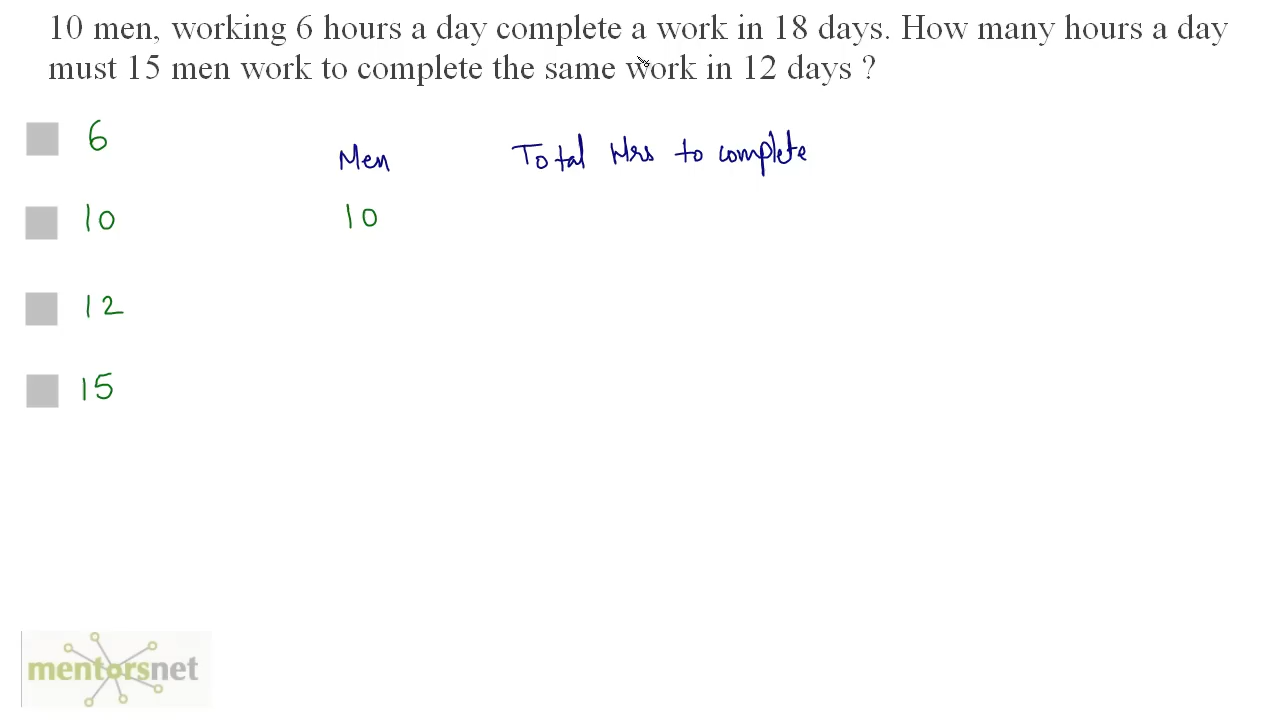 10 men, working 6 hours a day complete a work in 18 days. How many hours a day
must 15 men work to complete the same work in 12 days ?
6
Men Total Hrs to complete
10 10
12
15
mentorsnet